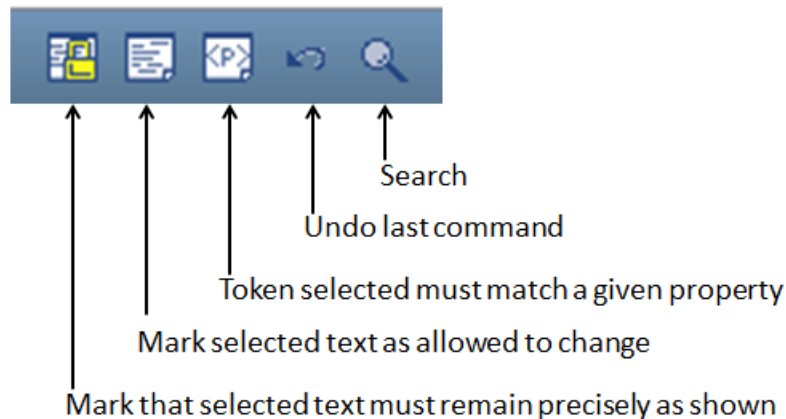 <P>
Search
Undo last command
Token selected must match a given property
Mark selected text as allowed to change
Mark that selected text must remain precisely as shown